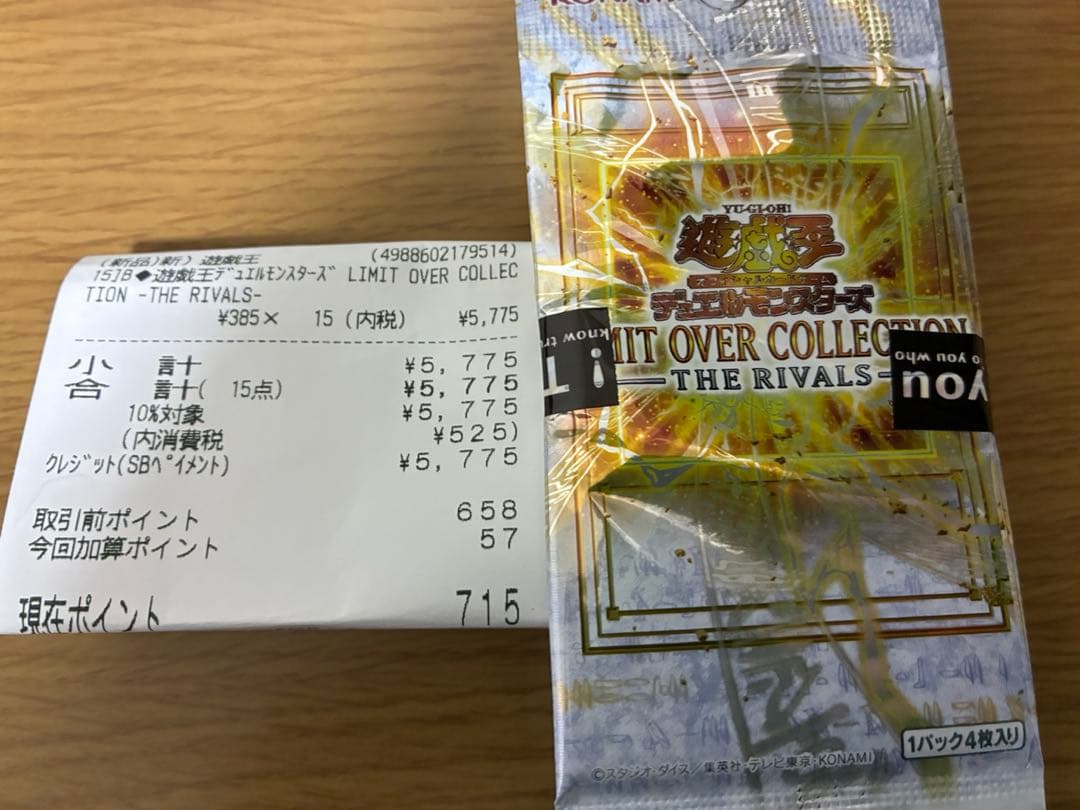 (新品)新) 遊戯王 (4988602179514)
15JB◆遊戯王ﾃﾞｭｴﾙﾓﾝｽﾀｰｽﾞ LIMIT OVER COLLEC
TION -THE RIVALS-
¥385× 15 (内税) ¥5,775
小 計 ¥5,775
合 計( 15点) ¥5,775
10%対象 ¥5,775
(内消費税 ¥525)
ｸﾚｼﾞｯﾄ(SBﾍﾟｲﾒﾝﾄ) ¥5,775
取引前ポイント 658
今回加算ポイント 57
現在ポイント 715
KONAMI
YU-GI-OH!
遊戯王
デュエルモンスターズ
MIT OVER COLLECTION
THE RIVALS
T!
know tr
o you who
you
1パック4枚入り
©スタジオ・ダイス／集英社・テレビ東京・KONAMI